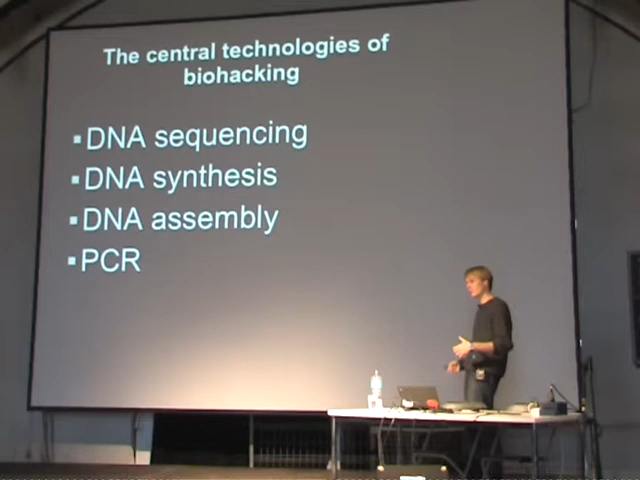 The central technologies of
biohacking
▪DNA sequencing
▪DNA synthesis
▪DNA assembly
▪PCR